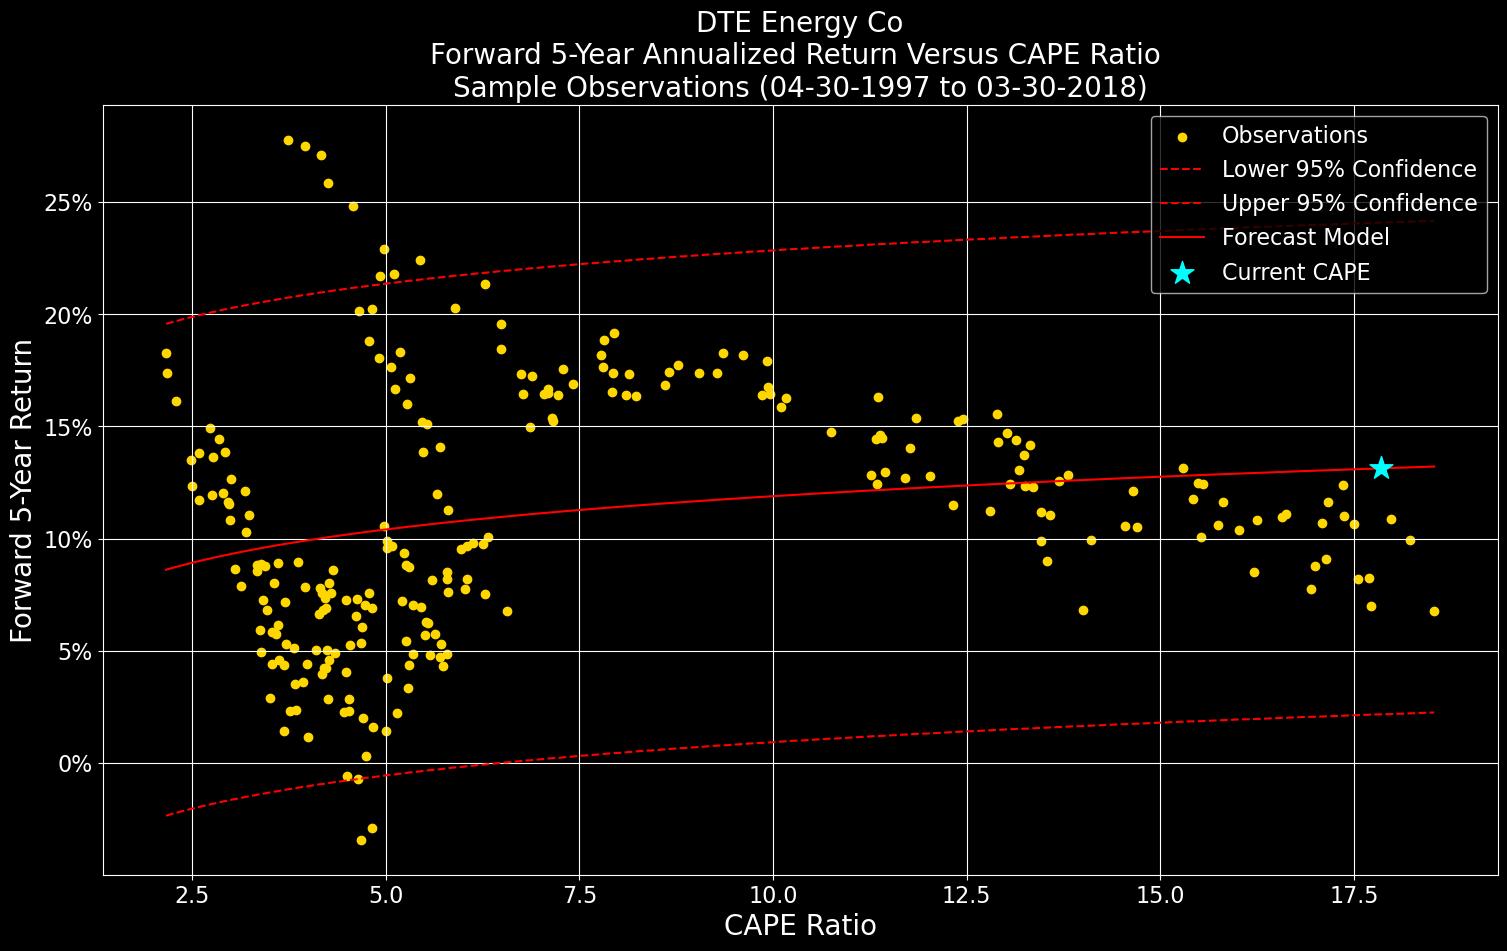 DTE Energy Co
Forward 5-Year Annualized Return Versus CAPE Ratio
Sample Observations (04-30-1997 to 03-30-2018)
Observations
Lower 95% Confidence
Upper 95% Confidence
Forecast Model
Current CAPE
Forward 5-Year Return
25%
20%
15%
10%
5%
0%
2.5 5.0 7.5 10.0 12.5 15.0 17.5
CAPE Ratio